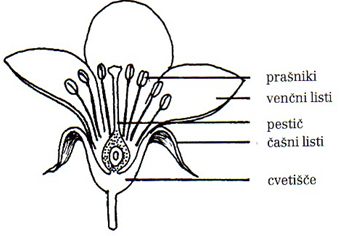 prašniki
venčni listi
pestič
čašni listi
cvetišče